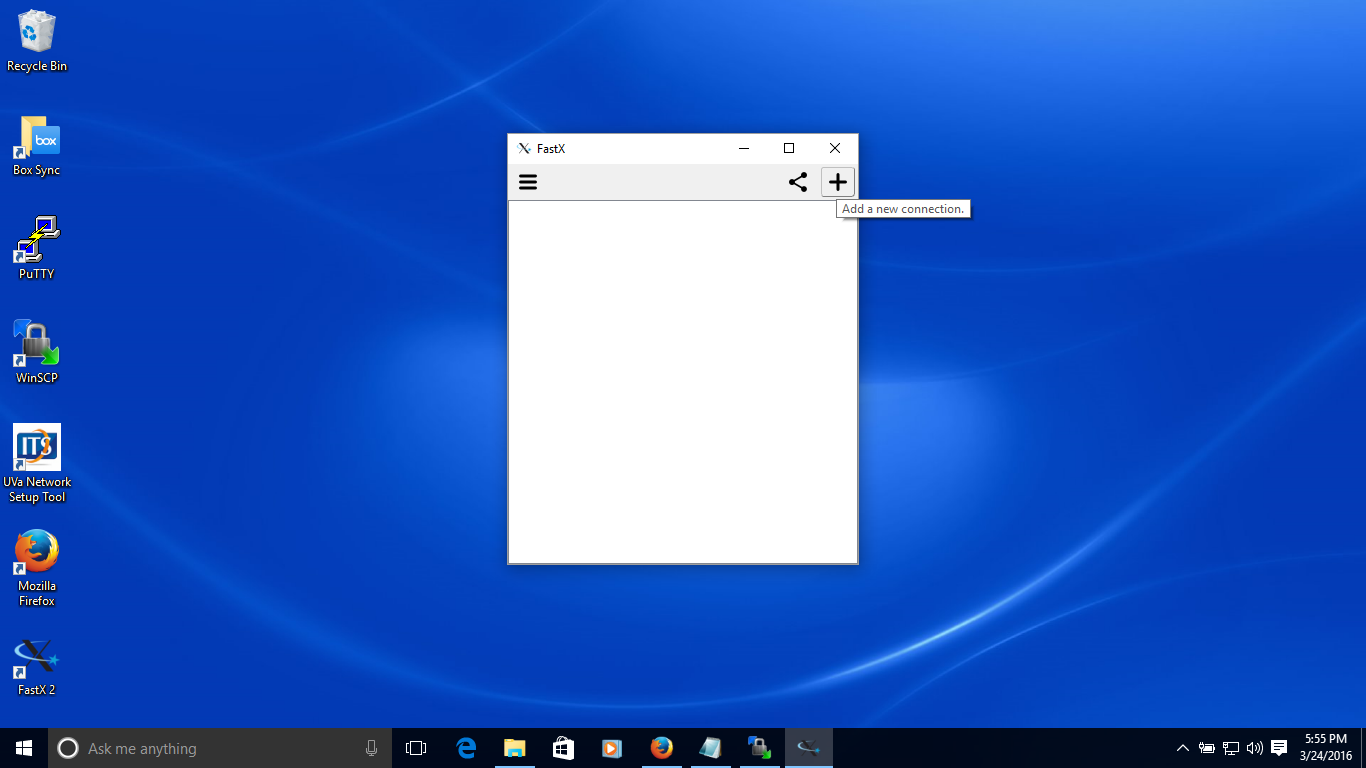 Recycle Bin
box
Box Sync
PuTTY
WinSCP
ITS
UVa Network
Setup Tool
Mozilla
Firefox
FastX 2
FastX
Add a new connection.
Ask me anything
5:55 PM
3/24/2016